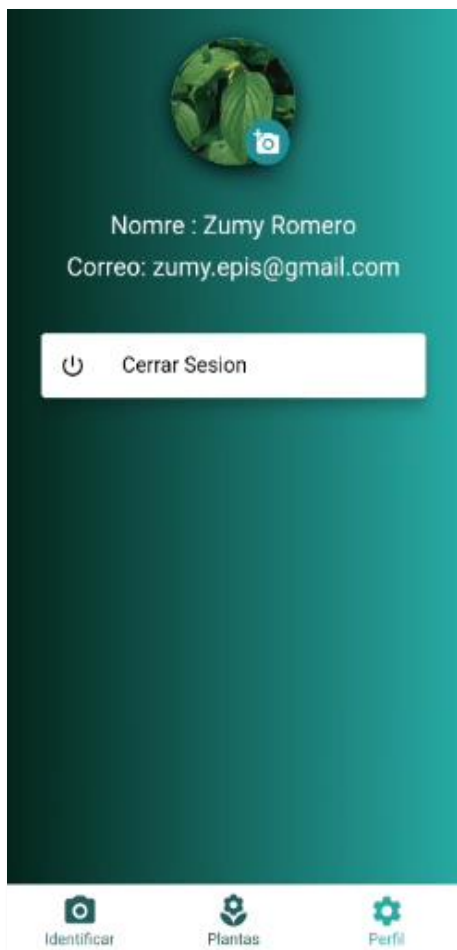 Nomre : Zumy Romero
Correo: zumy.epis@gmail.com
Cerrar Sesion
Identificar Plantas Perfil